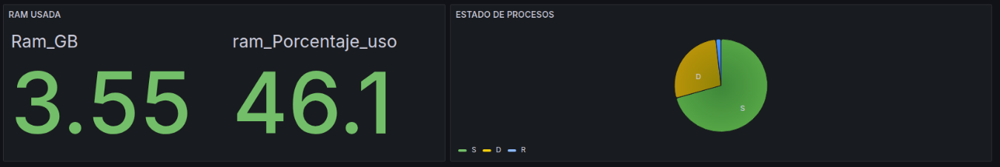 RAM USADA
Ram_GB
ram_Porcentaje_uso
3.55
46.1
ESTADO DE PROCESOS
D
S
S D R